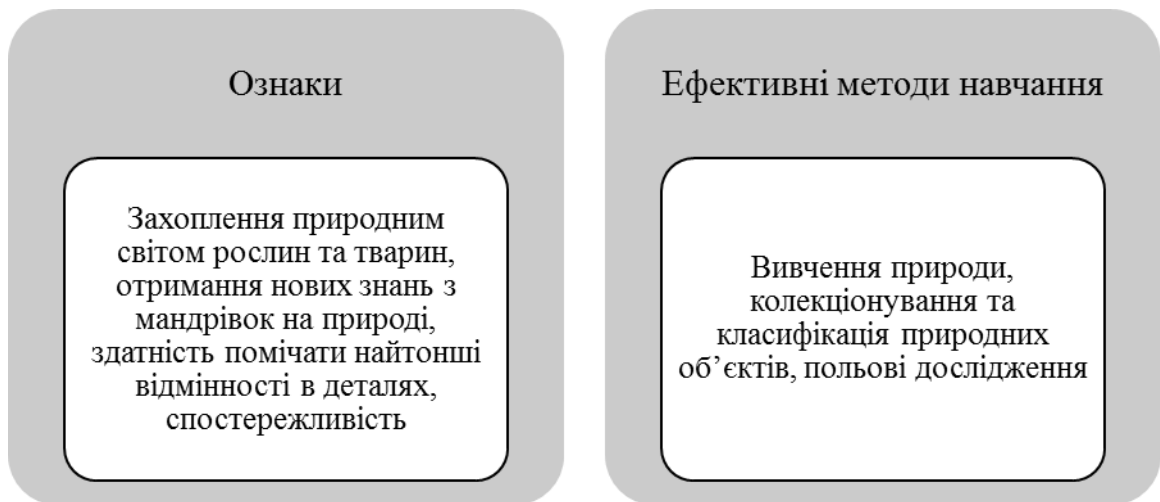 Ознаки
Захоплення природним
світом рослин та тварин,
отримання нових знань з
мандрівок на природі,
здатність помічати найтонші
відмінності в деталях,
спостережливість
Ефективні методи навчання
Вивчення природи,
колекціонування та
класифікація природних
об’єктів, польові дослідження